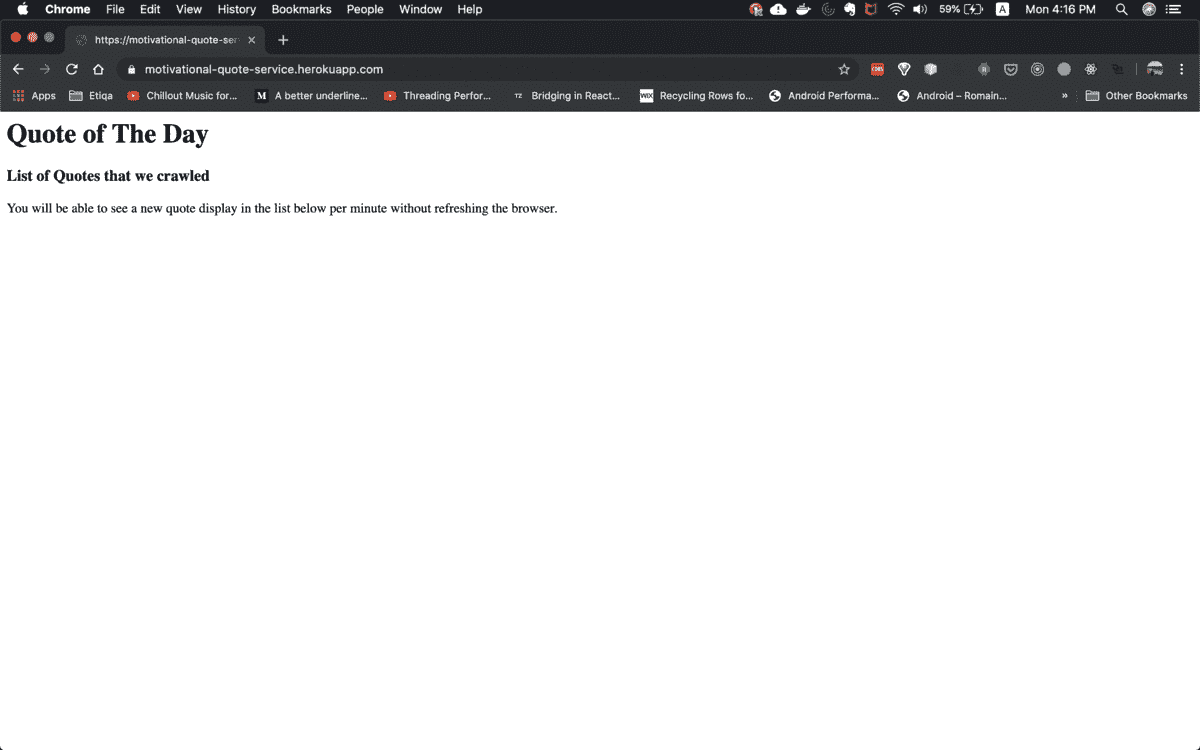 Chrome File Edit View History Bookmarks People Window Help 59% A Mon 4:16 PM
https://motivational-quote-ser
motivational-quote-service.herokuapp.com CORS
Apps Etiqa Chillout Music for... M A better underline... Threading Perfor... TZ Bridging in React... WIX Recycling Rows fo... Android Performa... Android – Romain... » Other Bookmarks
Quote of The Day
List of Quotes that we crawled
You will be able to see a new quote display in the list below per minute without refreshing the browser.